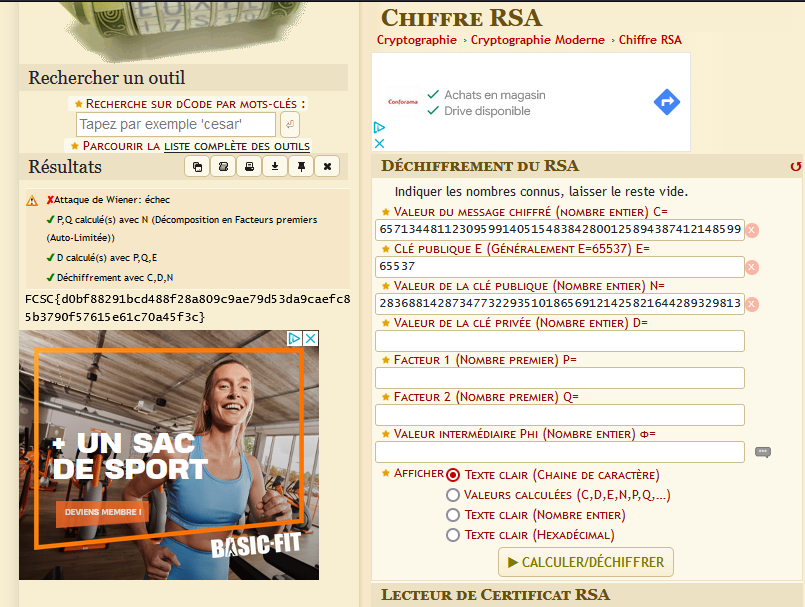 Rechercher un outil
★ Recherche sur dCode par mots-clés :
Tapez par exemple 'cesar'
★ Parcourir la liste complète des outils
Résultats
Attaque de Wiener: échec
P,Q calculé(s) avec N (Décomposition en Facteurs premiers
(Auto-Limitée))
D calculé(s) avec P,Q,E
Déchiffrement avec C,D,N
FCSC{d0bf88291bcd488f28a809c9ae79d53da9caefc8
5b3790f57615e61c70a45f3c}
+ UN SAC
DE SPORT
DEVIENS MEMBRE !
BASIC-FIT
Chiffre RSA
Cryptographie › Cryptographie Moderne › Chiffre RSA
Conforama
Achats en magasin
Drive disponible
Déchiffrement du RSA
Indiquer les nombres connus, laisser le reste vide.
★ Valeur du message chiffré (nombre entier) C=
65713448112309599140515483842800125894387412148599
★ Clé publique E (Généralement E=65537) E=
65537
★ Valeur de la clé publique (Nombre entier) N=
283688142873477322935101865691214258216442893298​13
★ Valeur de la clé privée (Nombre entier) D=
★ Facteur 1 (Nombre premier) P=
★ Facteur 2 (Nombre premier) Q=
★ Valeur intermédiaire Phi (Nombre entier) Φ=
★ Afficher Texte clair (Chaine de caractère)
Valeurs calculées (C,D,E,N,P,Q,...)
Texte clair (Nombre entier)
Texte clair (Hexadécimal)
▶ CALCULER/DÉCHIFFRER
Lecteur de Certificat RSA